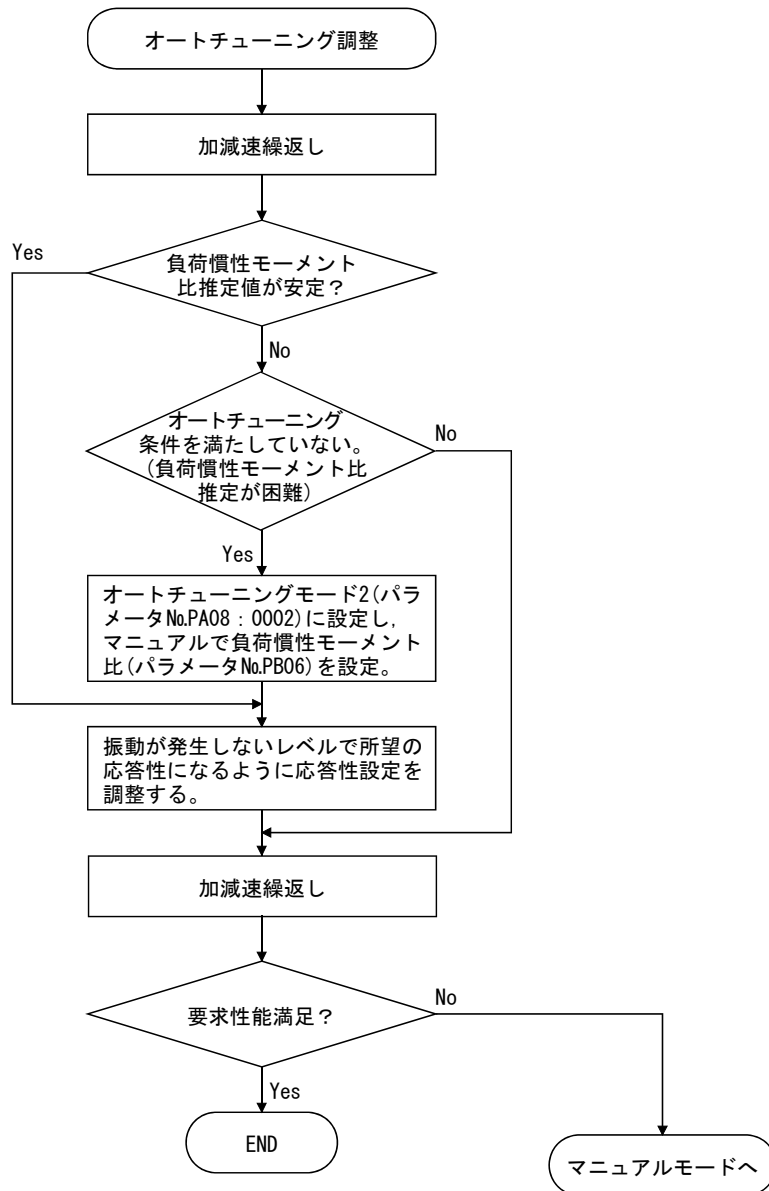 オートチューニング調整
加減速繰返し
Yes
負荷慣性モーメント
比推定値が安定？
No
オートチューニング
条件を満たしていない。
(負荷慣性モーメント比
推定が困難)
No
Yes
オートチューニングモード2(パラ
メータ№PA08：0002)に設定し，
マニュアルで負荷慣性モーメント
比(パラメータ№PB06)を設定。
振動が発生しないレベルで所望の
応答性になるように応答性設定を
調整する。
加減速繰返し
要求性能満足？
No
Yes
END
マニュアルモードへ